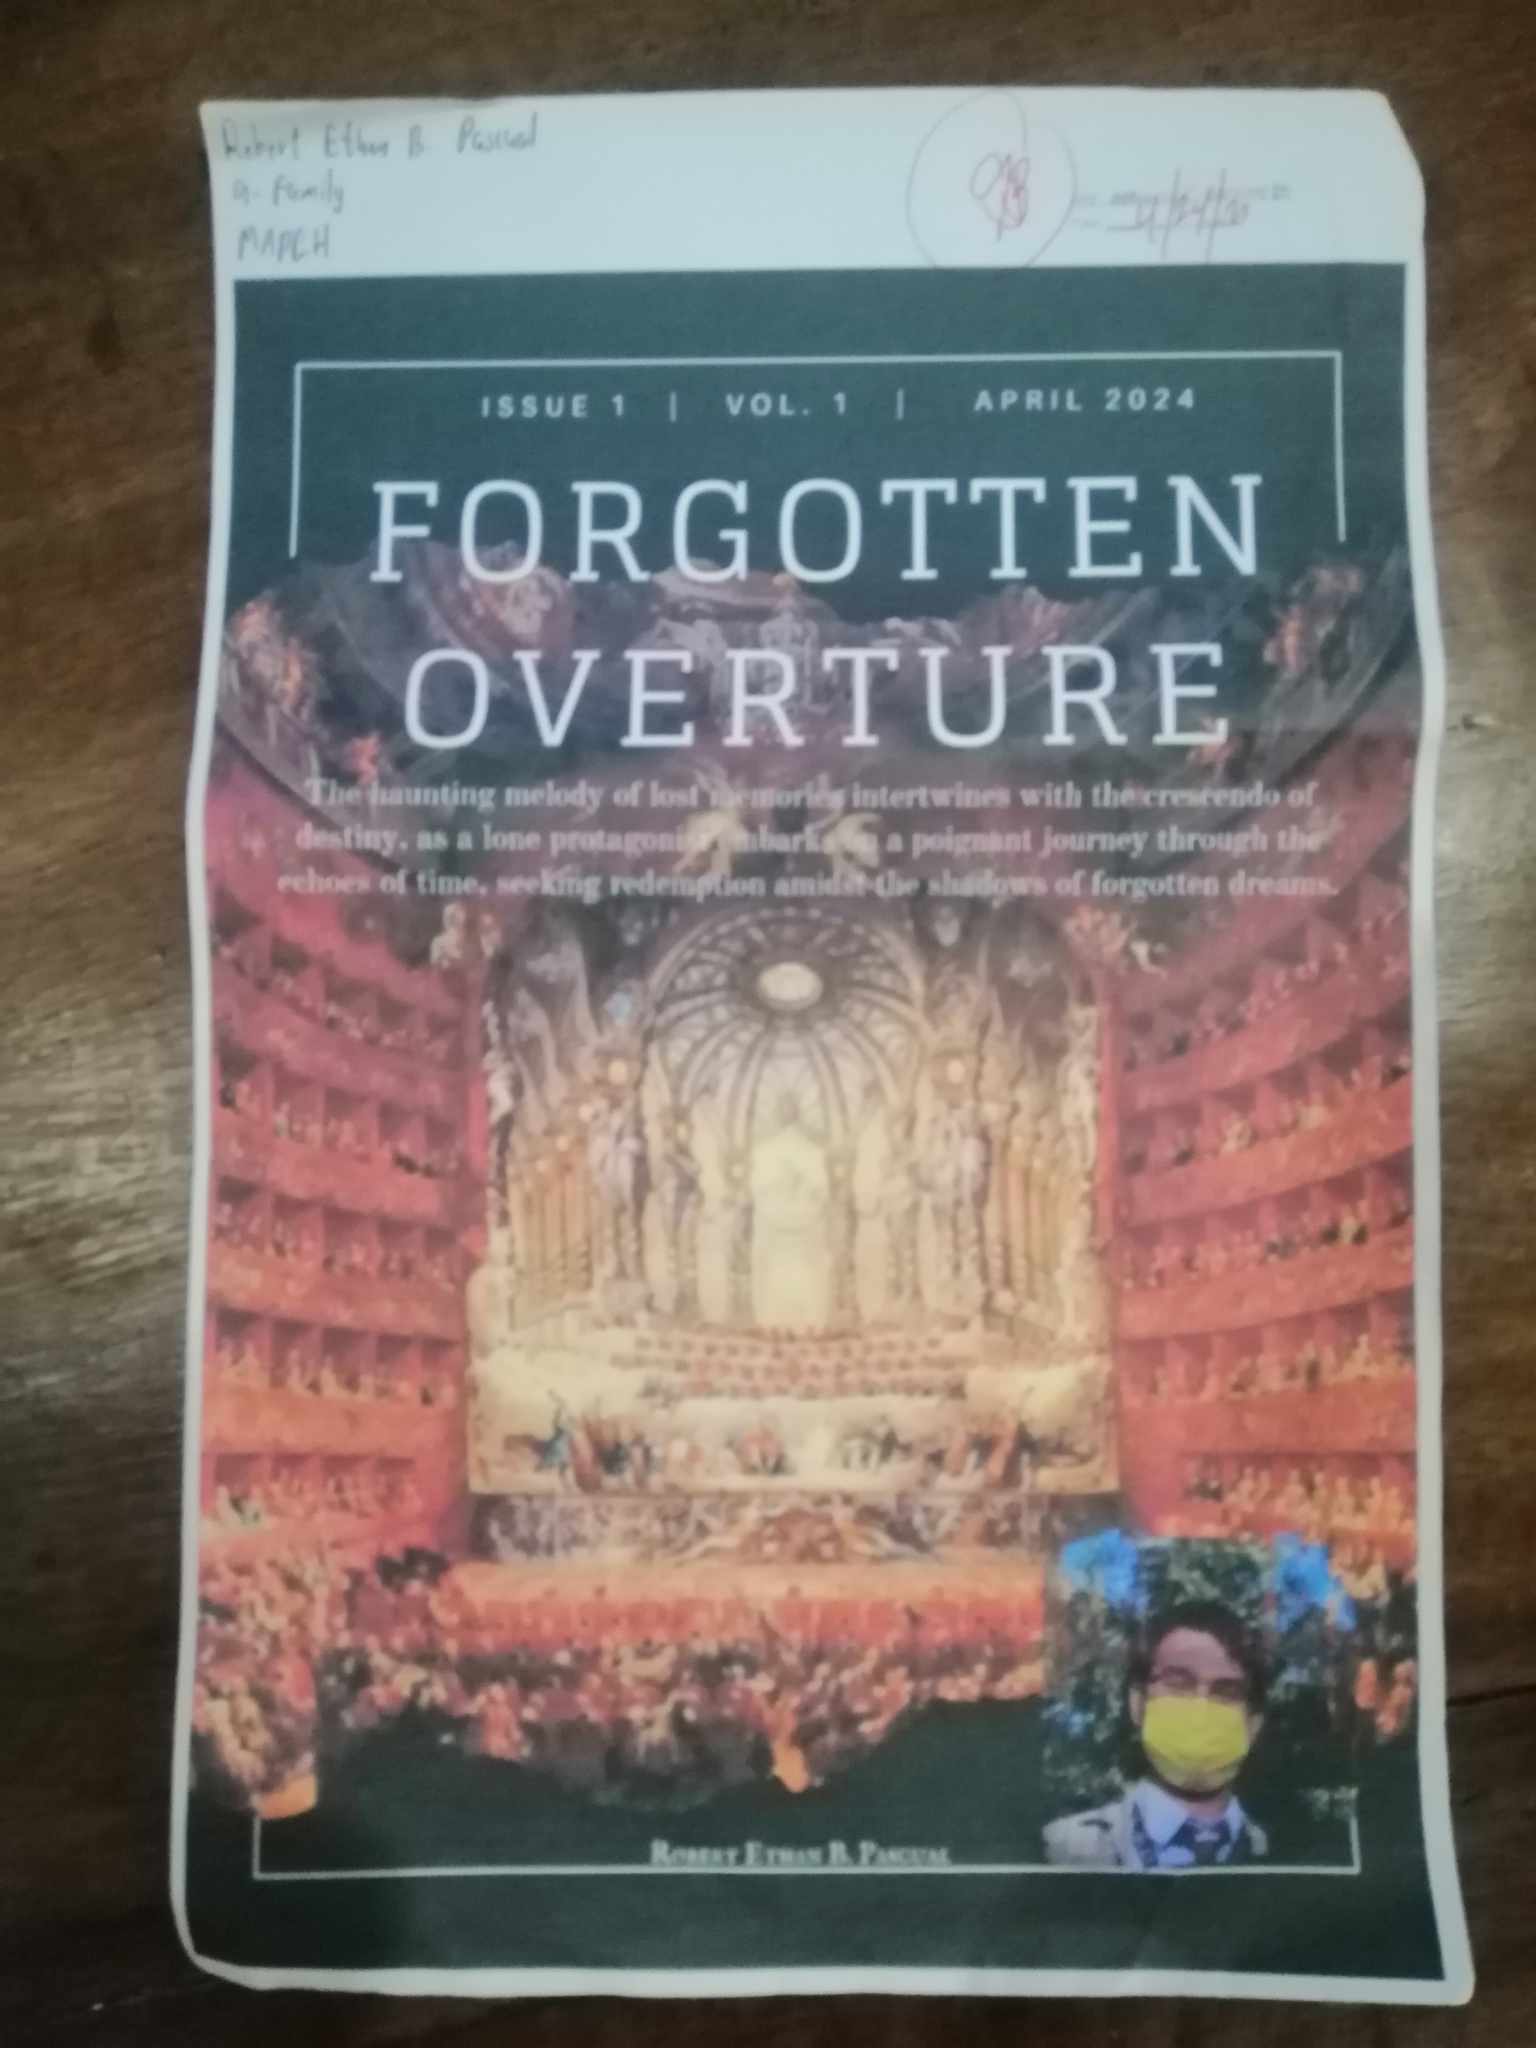 Robert Ethan B. Pascual
9- Family
MAPEH
98
ISSUE 1 | VOL. 1 | APRIL 2024
FORGOTTEN
OVERTURE
The haunting melody of lost memories intertwines with the crescendo of
destiny, as a lone protagonist embarks on a poignant journey through the
echoes of time, seeking redemption amidst the shadows of forgotten dreams.
ROBERT ETHAN B. PASCUAL